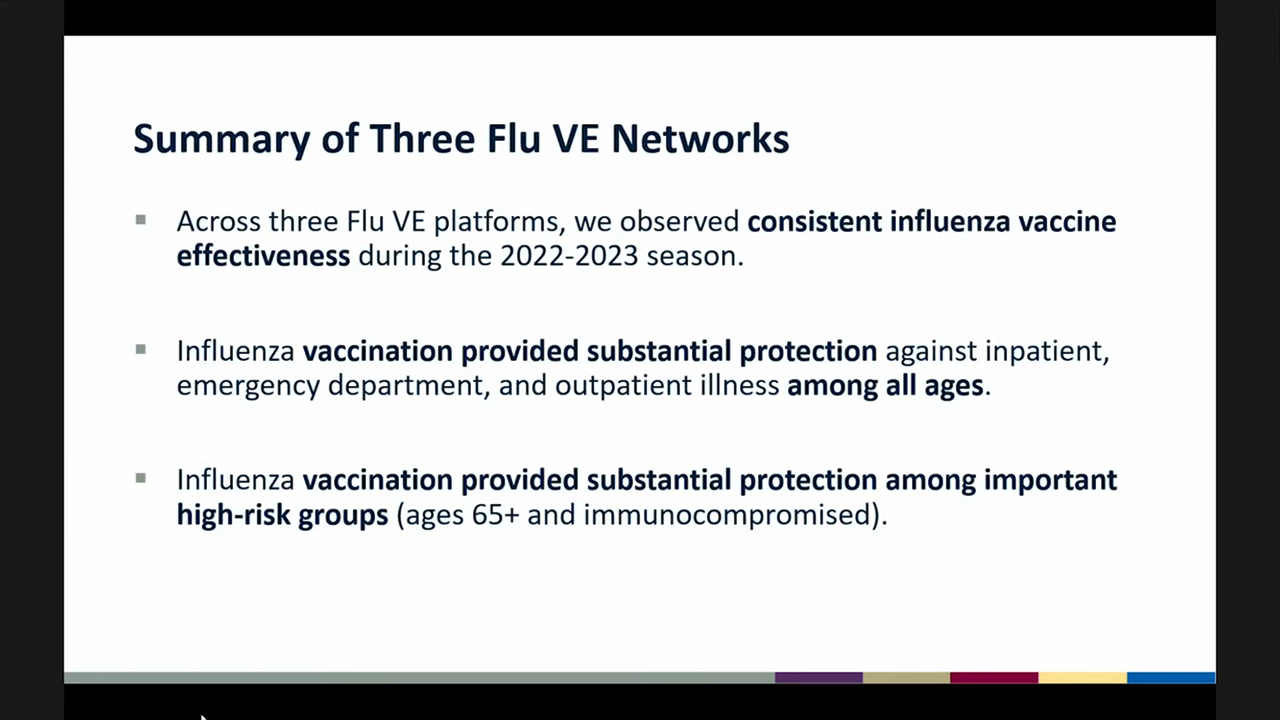 Summary of Three Flu VE Networks
Across three Flu VE platforms, we observed consistent influenza vaccine
effectiveness during the 2022-2023 season.
Influenza vaccination provided substantial protection against inpatient,
emergency department, and outpatient illness among all ages.
Influenza vaccination provided substantial protection among important
high-risk groups (ages 65+ and immunocompromised).